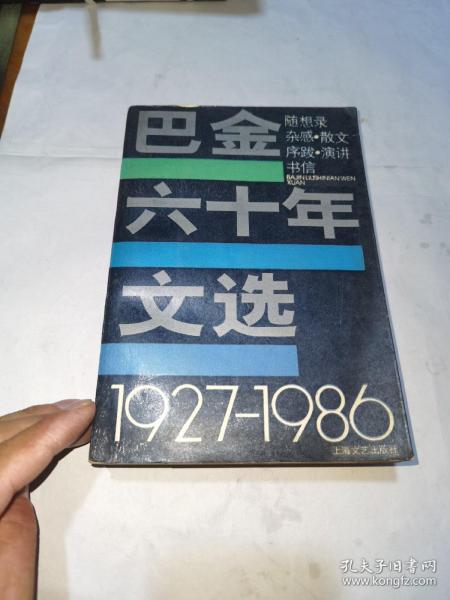 巴金
六十年
文选
随想录
杂感·散文
序跋·演讲
书信
BAJIN LIUSHINIAN WEN
XUAN
1927-1986
上海文艺出版社
孔夫子旧书网
www.kongfz.com